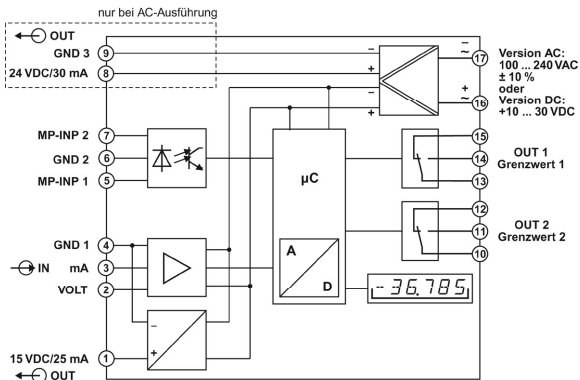 nur bei AC-Ausführung
OUT
GND 3 9
24 VDC/30 mA 8
− 17
~
+
−
+
+ 16
~
Version AC:
100 ... 240 VAC
± 10 %
oder
Version DC:
+10 ... 30 VDC
MP-INP 2 7
GND 2 6
MP-INP 1 5
µC
15
14
13
OUT 1
Grenzwert 1
12
11
10
OUT 2
Grenzwert 2
GND 1 4
IN mA 3
VOLT 2
A
D
-36.785
−
+
15 VDC/25 mA 1
OUT